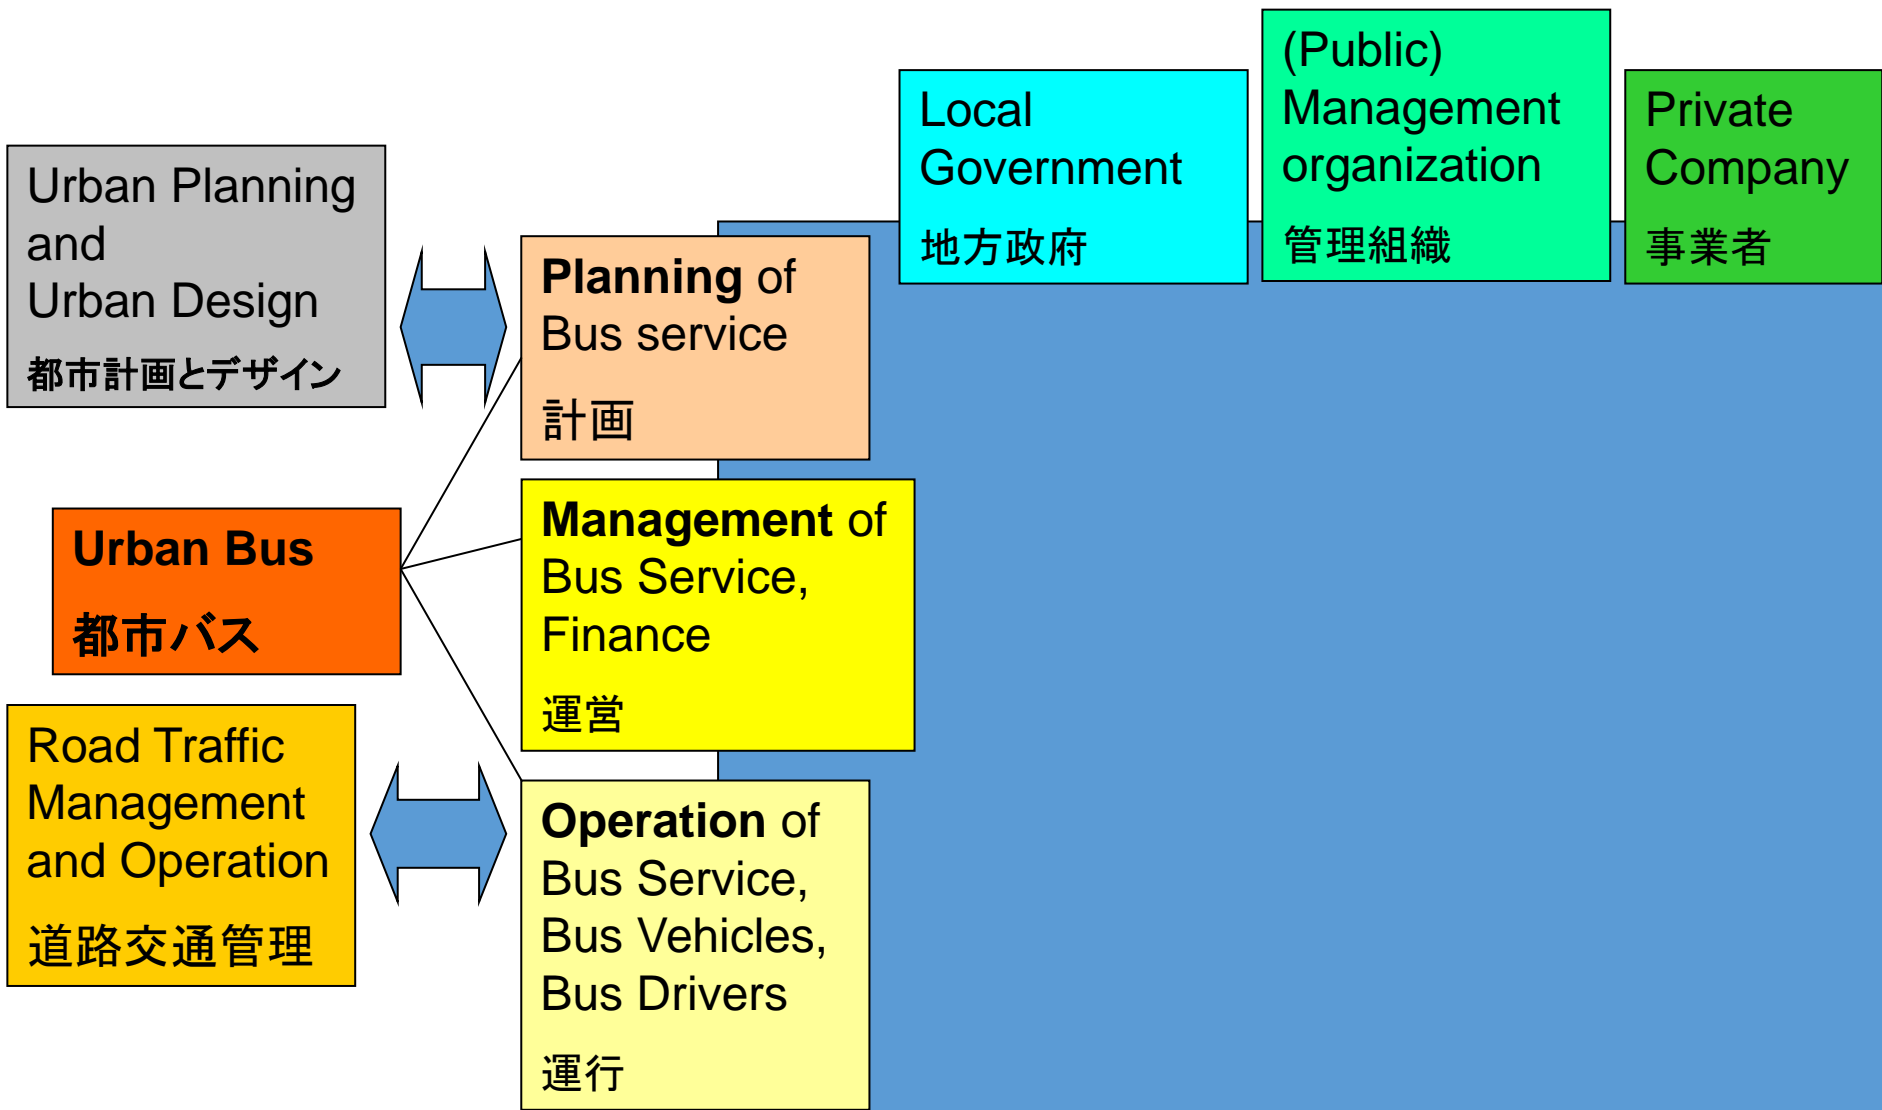 Urban Planning
and
Urban Design
都市計画とデザイン
Urban Bus
都市バス
Road Traffic
Management
and Operation
道路交通管理
Planning of
Bus service
計画
Management of
Bus Service,
Finance
運営
Operation of
Bus Service,
Bus Vehicles,
Bus Drivers
運行
Local
Government
地方政府
(Public)
Management
organization
管理組織
Private
Company
事業者